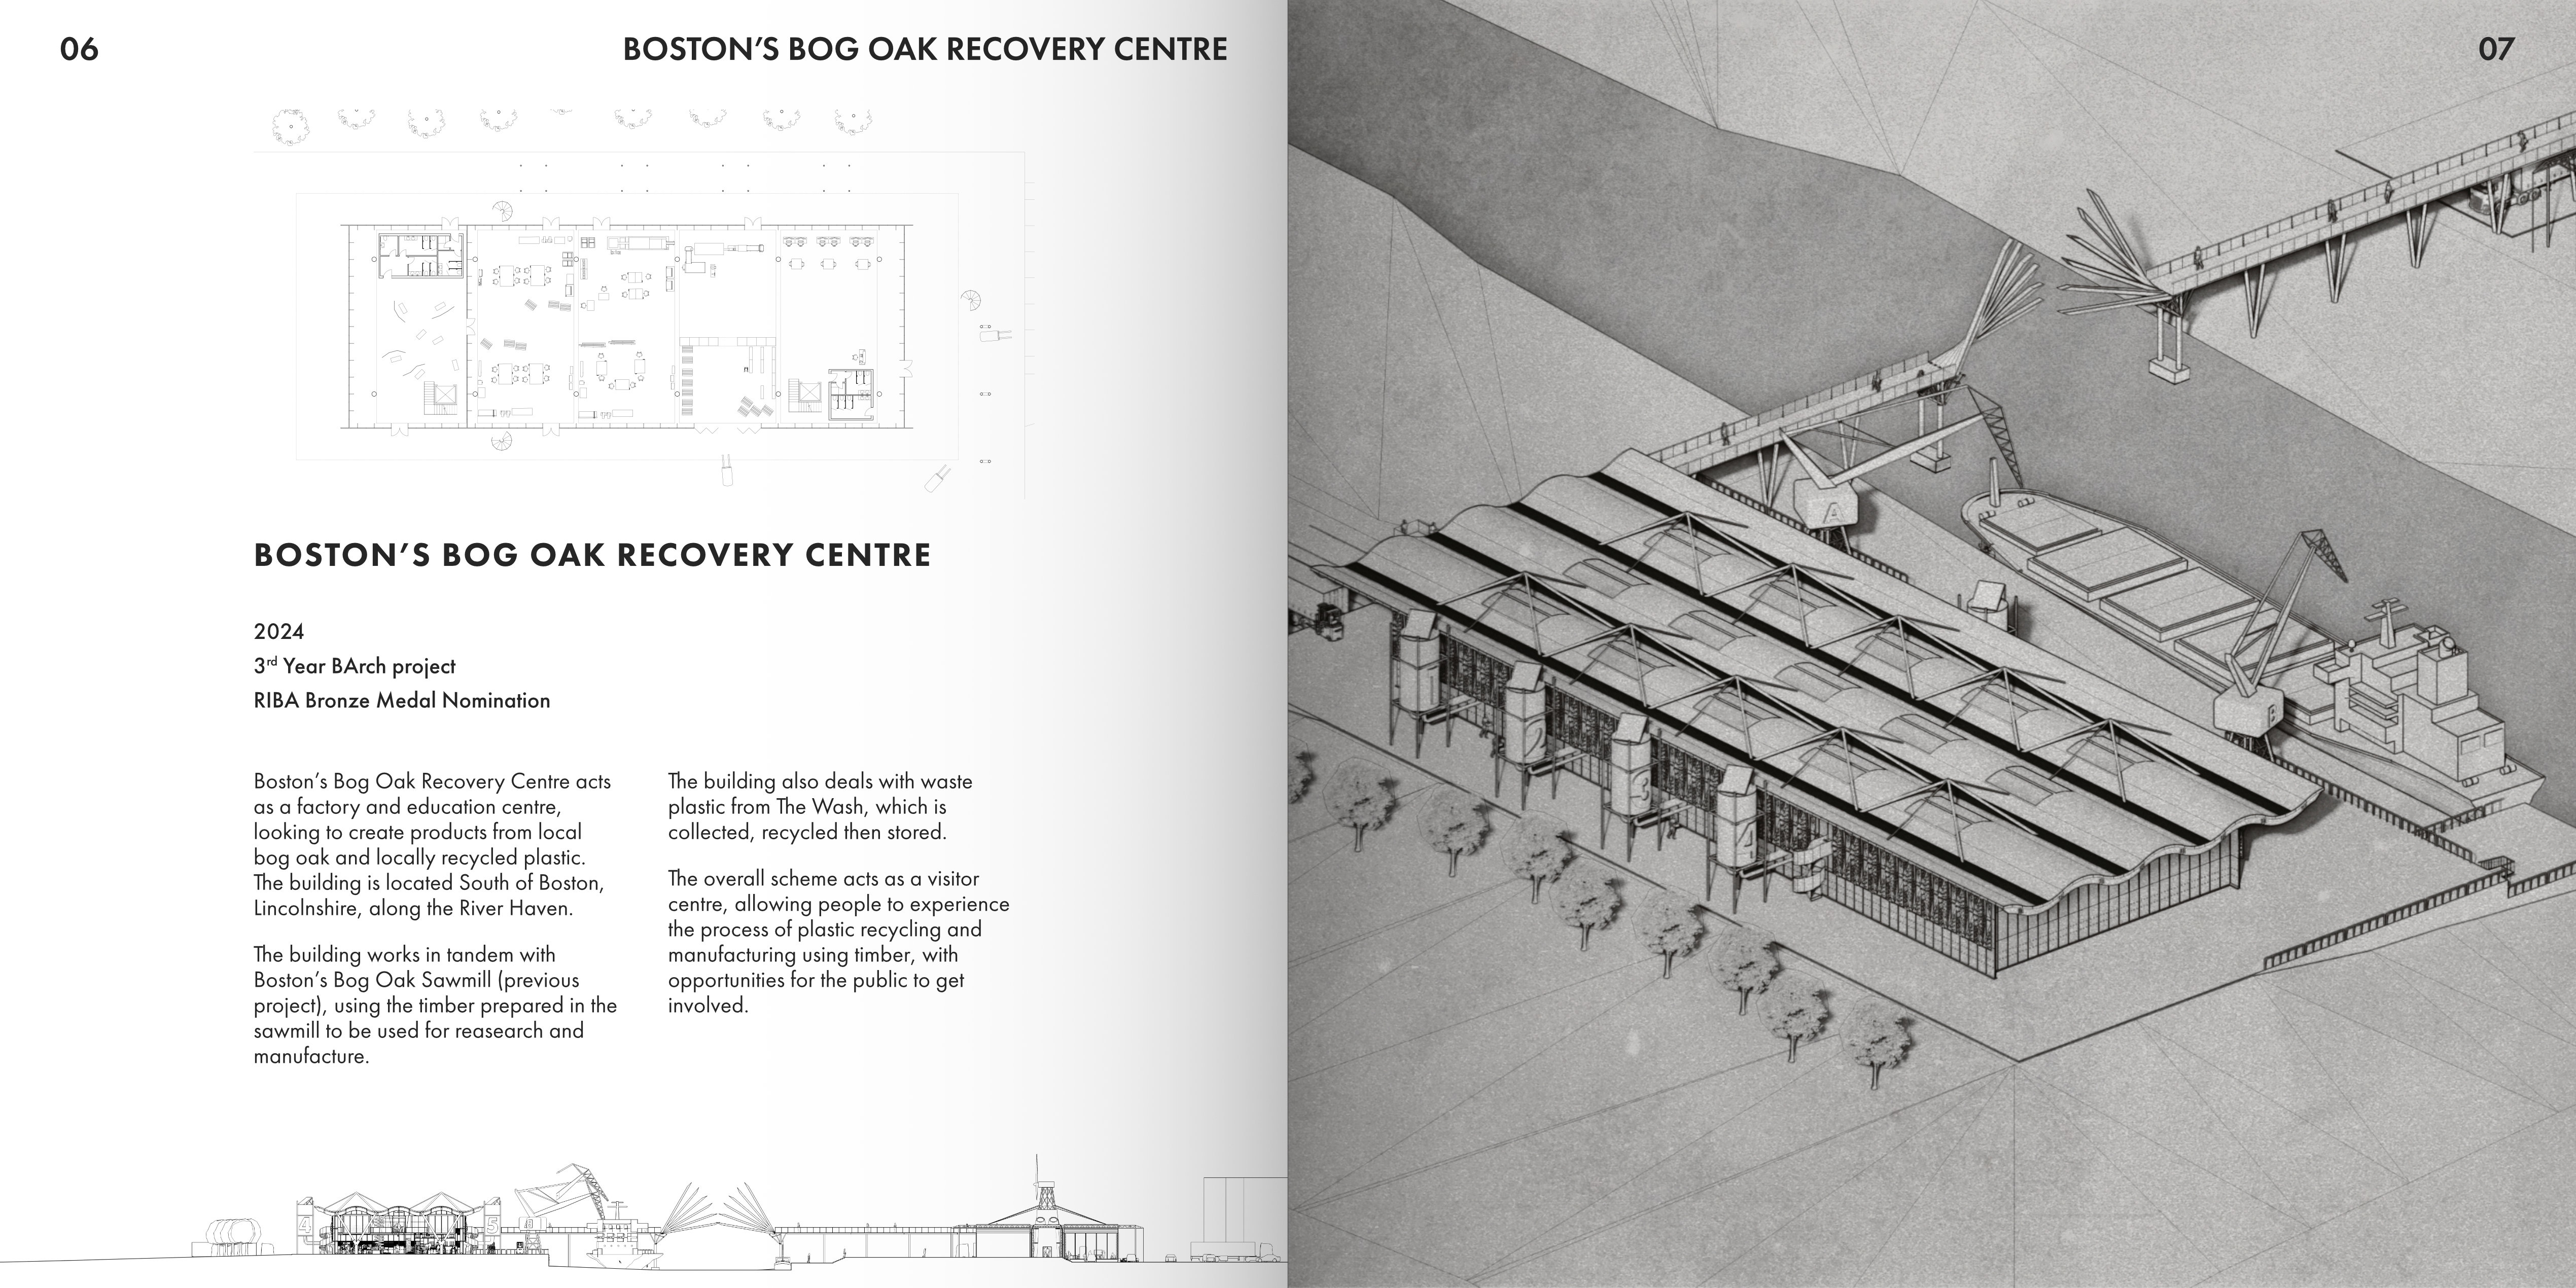 06
BOSTON’S BOG OAK RECOVERY CENTRE
07
BOSTON’S BOG OAK RECOVERY CENTRE
2024
3rd Year BArch project
RIBA Bronze Medal Nomination
Boston’s Bog Oak Recovery Centre acts
as a factory and education centre,
looking to create products from local
bog oak and locally recycled plastic.
The building is located South of Boston,
Lincolnshire, along the River Haven.
The building works in tandem with
Boston’s Bog Oak Sawmill (previous
project), using the timber prepared in the
sawmill to be used for reasearch and
manufacture.
The building also deals with waste
plastic from The Wash, which is
collected, recycled then stored.
The overall scheme acts as a visitor
centre, allowing people to experience
the process of plastic recycling and
manufacturing using timber, with
opportunities for the public to get
involved.
4
5
A
A
B
1
2
3
4